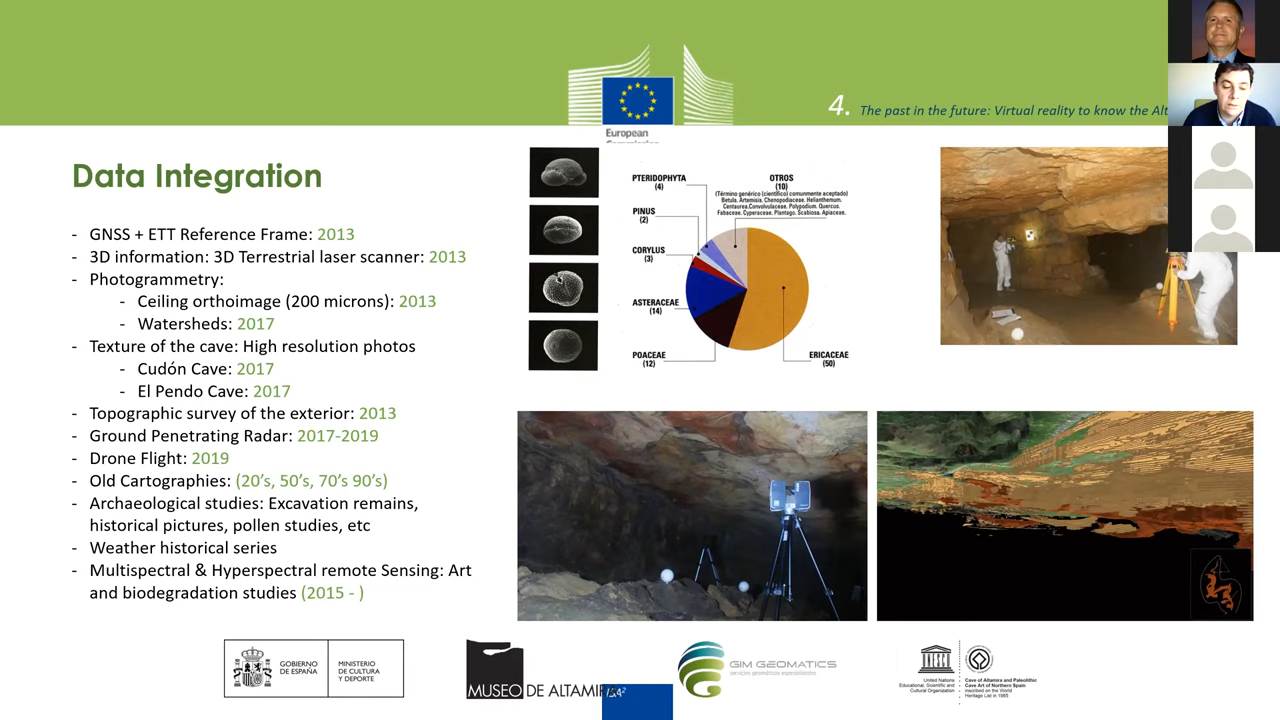 4. The past in the future: Virtual reality to know the Alt
European
Data Integration
- GNSS + ETT Reference Frame: 2013
- 3D information: 3D Terrestrial laser scanner: 2013
- Photogrammetry:
- Ceiling orthoimage (200 microns): 2013
- Watersheds: 2017
- Texture of the cave: High resolution photos
- Cudón Cave: 2017
- El Pendo Cave: 2017
- Topographic survey of the exterior: 2013
- Ground Penetrating Radar: 2017-2019
- Drone Flight: 2019
- Old Cartographies: (20’s, 50’s, 70’s 90’s)
- Archaeological studies: Excavation remains,
historical pictures, pollen studies, etc
- Weather historical series
- Multispectral & Hyperspectral remote Sensing: Art
and biodegradation studies (2015 - )
PTERIDOPHYTA
(4)
OTROS
(10)
(Término genérico (científico) comunmente aceptado)
Betula. Artemisia. Chenopodiaceae. Helianthemum.
Centaurea.Convolvulaceae. Polypodium. Quercus.
Fabaceae. Cyperaceae. Plantago. Scabiosa. Apiaceae.
PINUS
(2)
CORYLUS
(3)
ASTERACEAE
(14)
POACEAE
(12)
ERICACEAE
(50)
GOBIERNO
DE ESPAÑA
MINISTERIO
DE CULTURA
Y DEPORTE
MUSEO DE ALTAMIRA
GIM GEOMATICS
servicios geomáticos especializados
UNESCO
United Nations
Educational, Scientific and
Cultural Organization
Cave of Altamira and Paleolithic
Cave Art of Northern Spain
inscribed on the World
Heritage List in 1985